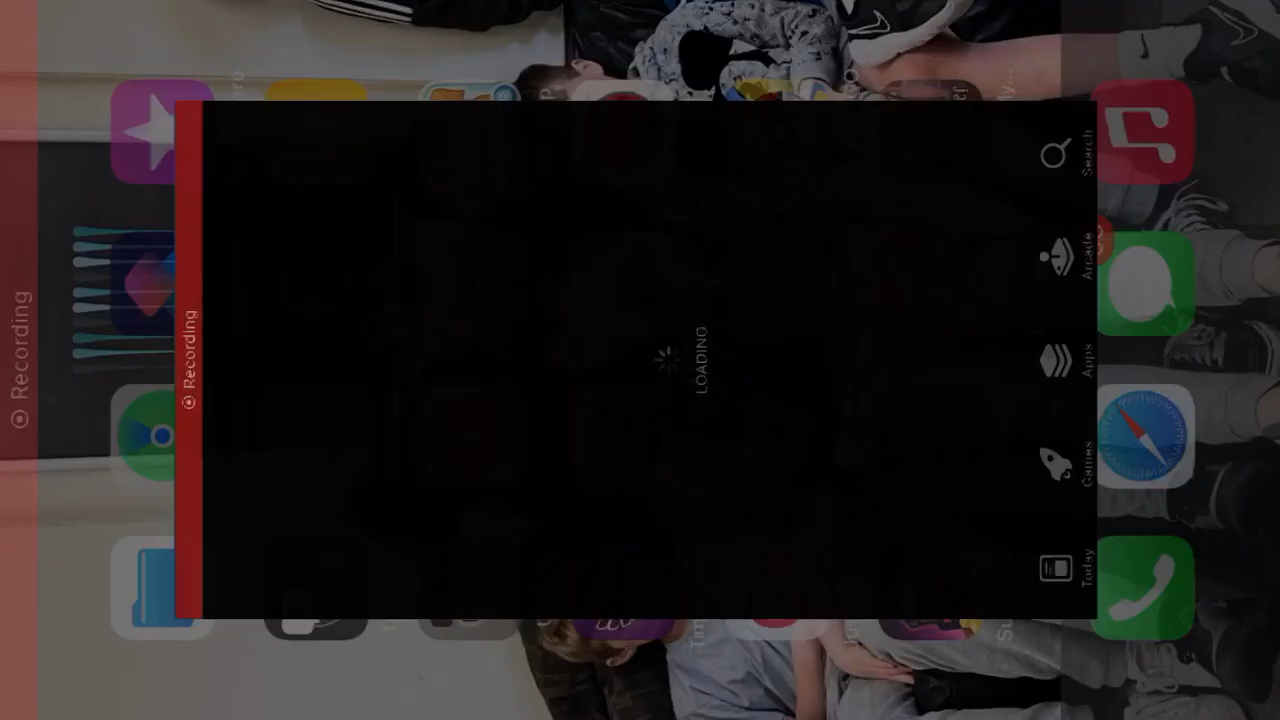 Recording
Recording
LOADING
Today
Games
Apps
Arcade
Search